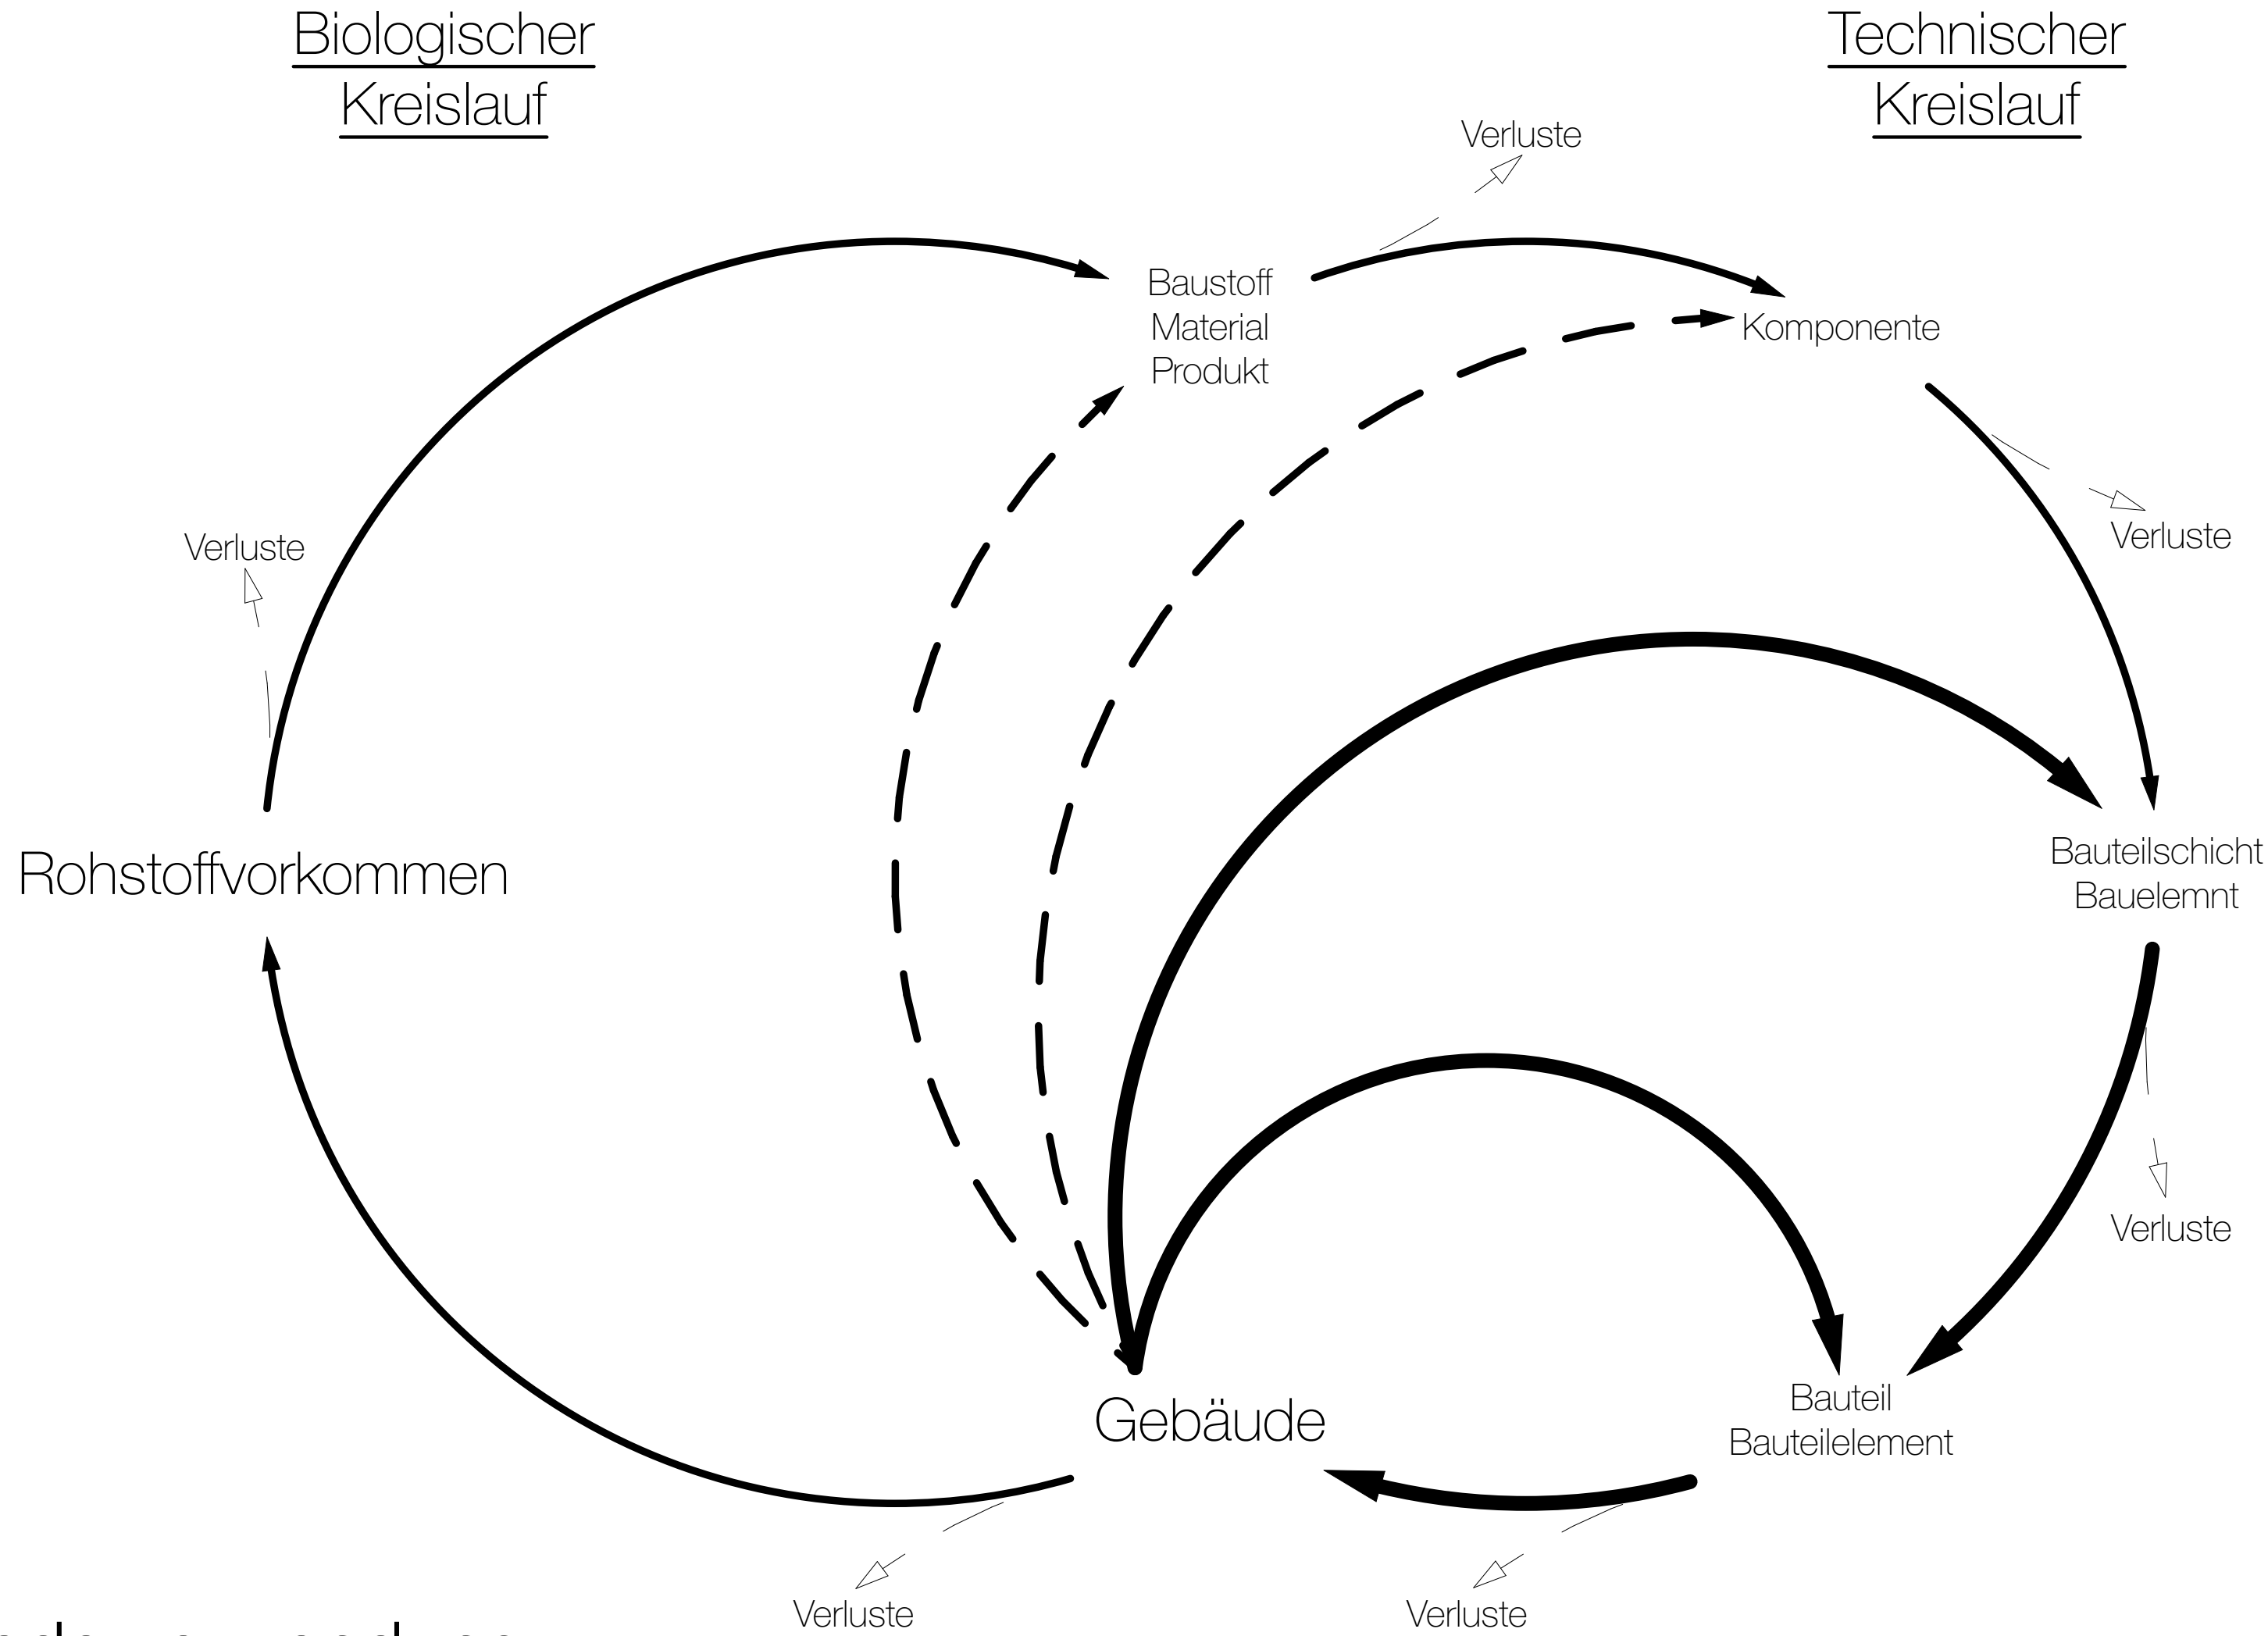 Biologischer
Kreislauf
Technischer
Kreislauf
Verluste
Baustoff
Material
Produkt
Komponente
Verluste
Verluste
Rohstoffvorkommen
Bauteilschicht
Bauelemnt
Verluste
Gebäude
Bauteil
Bauteilelement
Verluste
Verluste